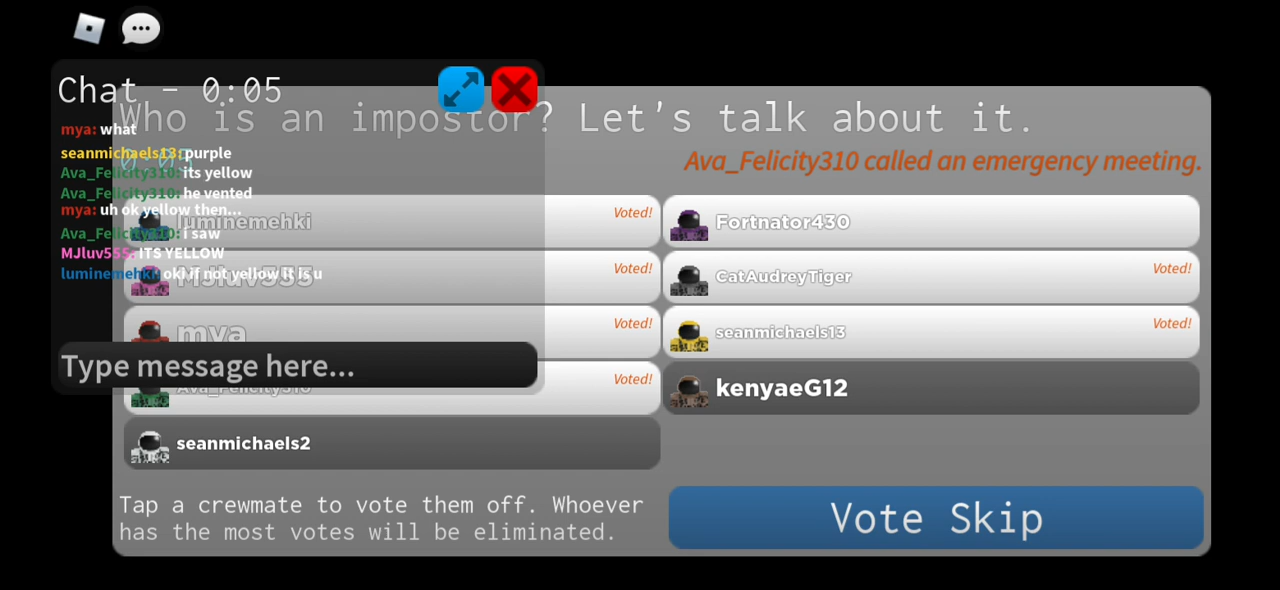 Chat - 0:05
Who is an impostor? Let's talk about it.
Ava_Felicity310 called an emergency meeting.
mya: what
seanmichaels13: purple
Ava_Felicity310: its yellow
Ava_Felicity310: he vented
mya: uh ok yellow then...
Ava_Felicity310: i saw
MJluv555: ITS YELLOW
luminemehki: oki if not yellow it is u
Type message here...
luminemehki
Voted!
Fortnator430
MJluv555
Voted!
CatAudreyTiger
Voted!
mya
Voted!
seanmichaels13
Voted!
Ava_Felicity310
Voted!
kenyaeG12
seanmichaels2
Tap a crewmate to vote them off. Whoever
has the most votes will be eliminated.
Vote Skip